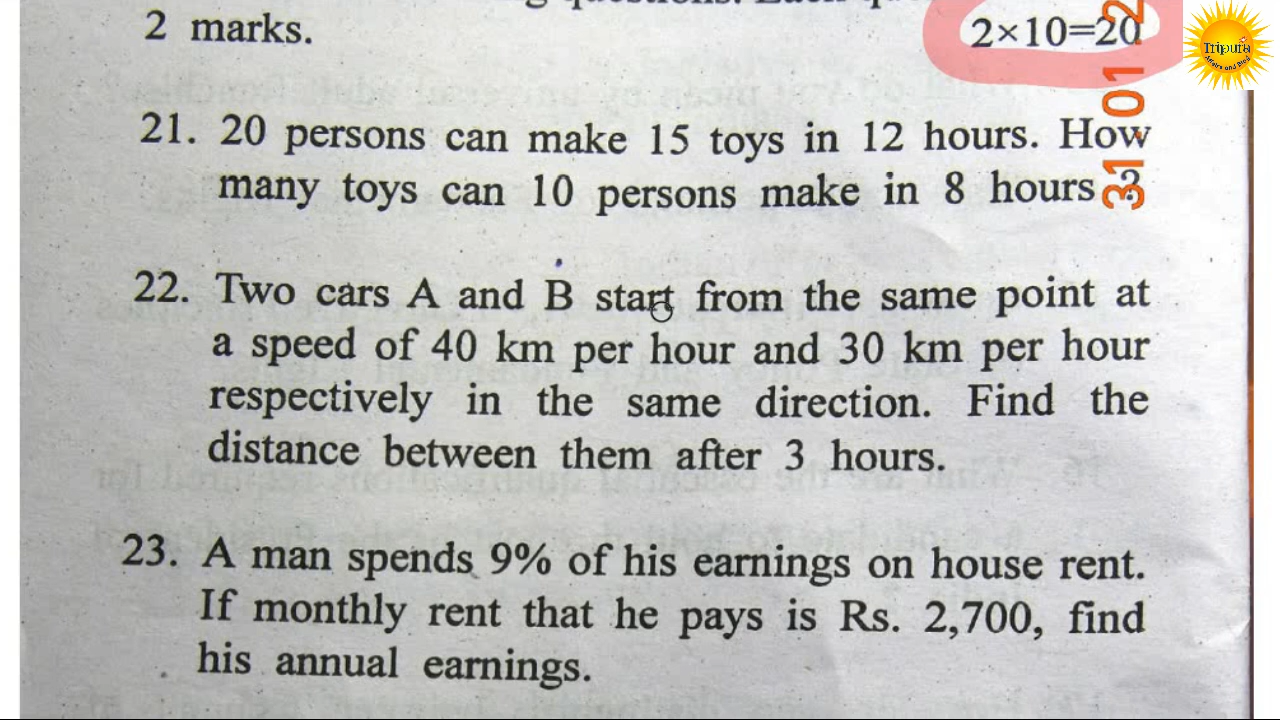 2 marks.
2×10=20
Tripura
31 01 2
21. 20 persons can make 15 toys in 12 hours. How
many toys can 10 persons make in 8 hours ?
22. Two cars A and B start from the same point at
a speed of 40 km per hour and 30 km per hour
respectively in the same direction. Find the
distance between them after 3 hours.
23. A man spends 9% of his earnings on house rent.
If monthly rent that he pays is Rs. 2,700, find
his annual earnings.